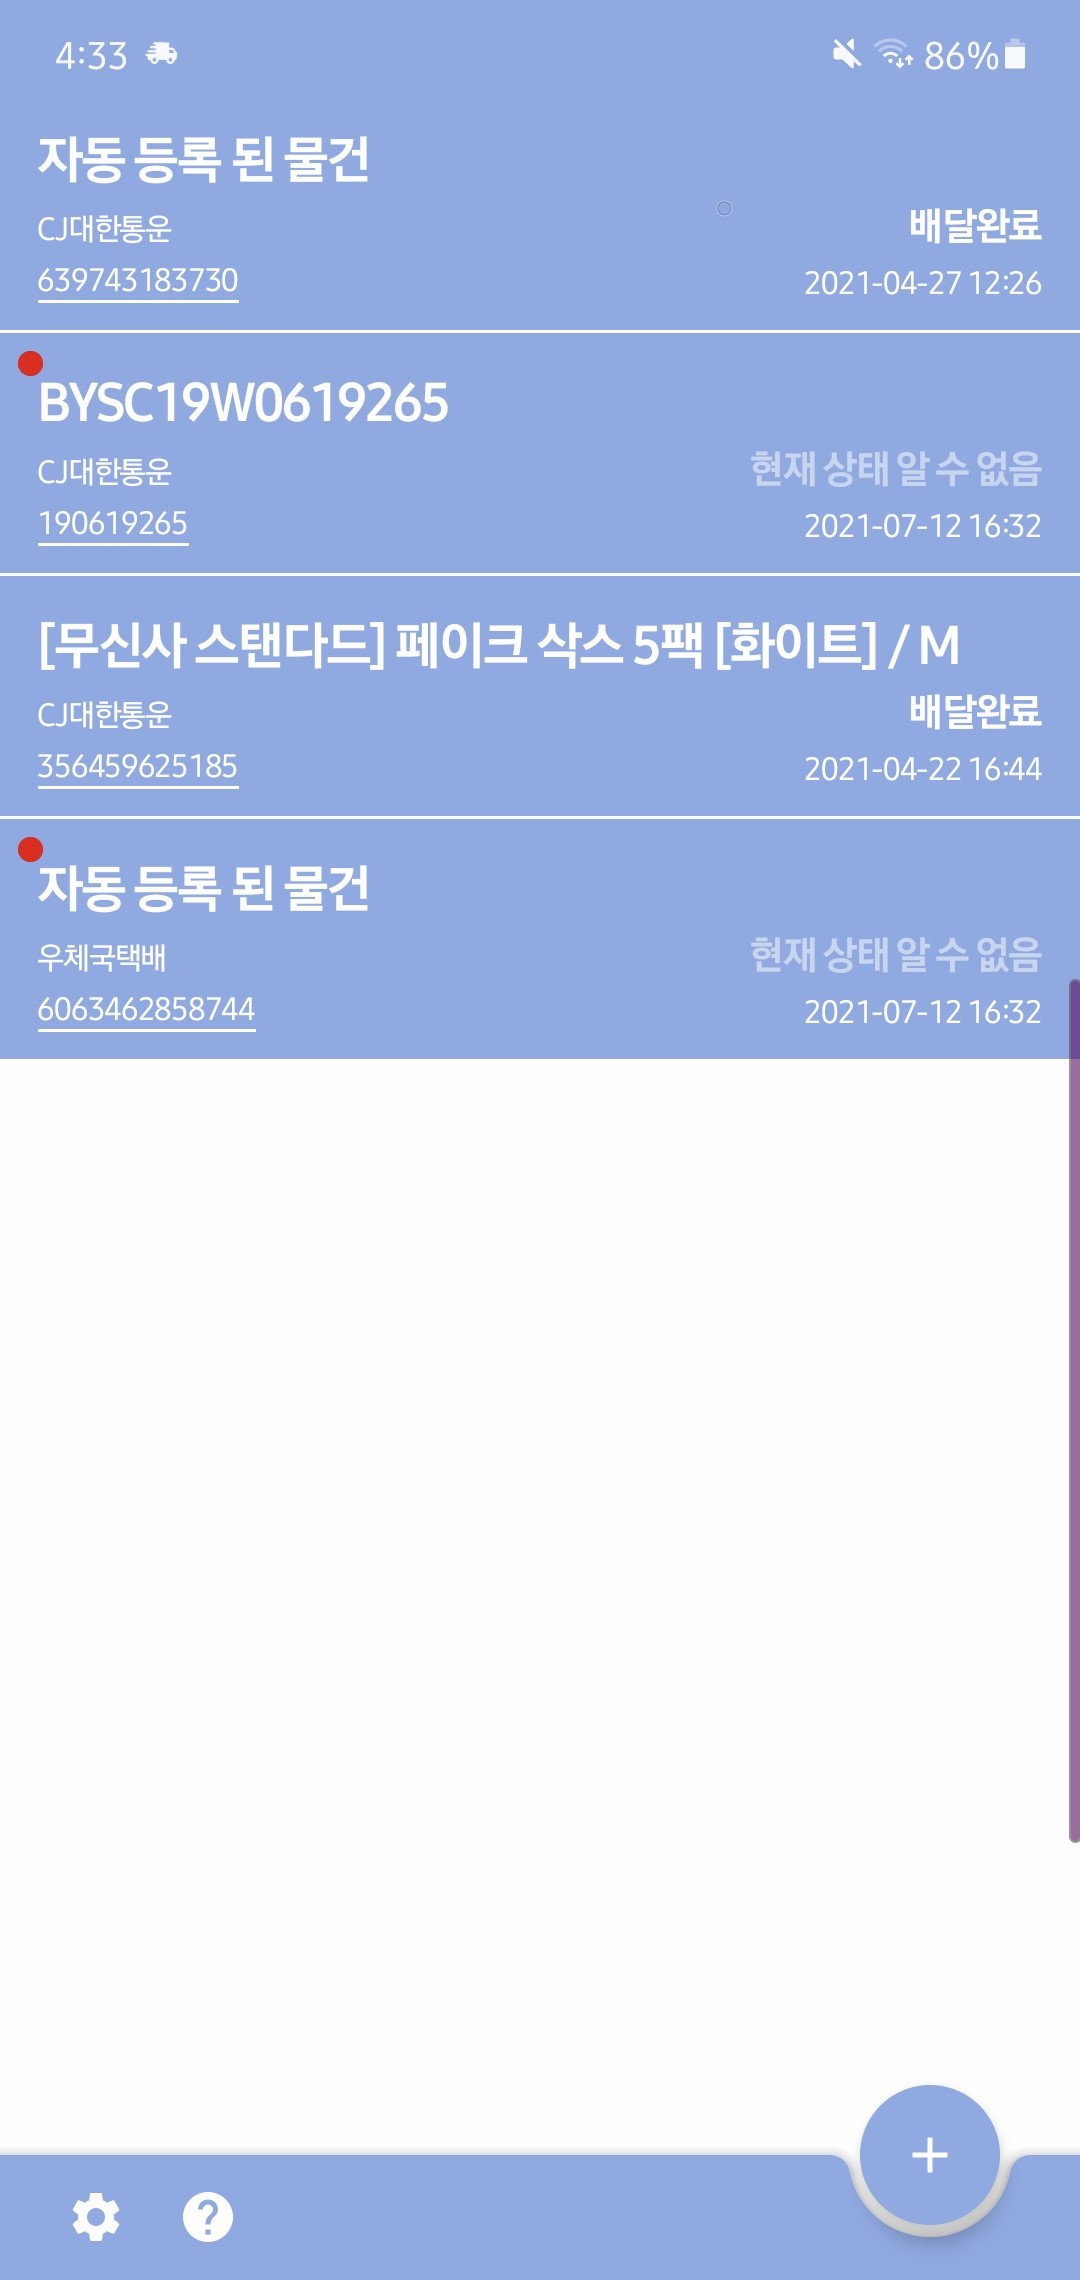 4:33
86%
자동 등록 된 물건
CJ대한통운
배달완료
639743183730
2021-04-27 12:26
BYSC19W0619265
CJ대한통운
현재 상태 알 수 없음
190619265
2021-07-12 16:32
[무신사 스탠다드] 페이크 삭스 5팩 [화이트] / M
CJ대한통운
배달완료
356459625185
2021-04-22 16:44
자동 등록 된 물건
우체국택배
현재 상태 알 수 없음
6063462858744
2021-07-12 16:32